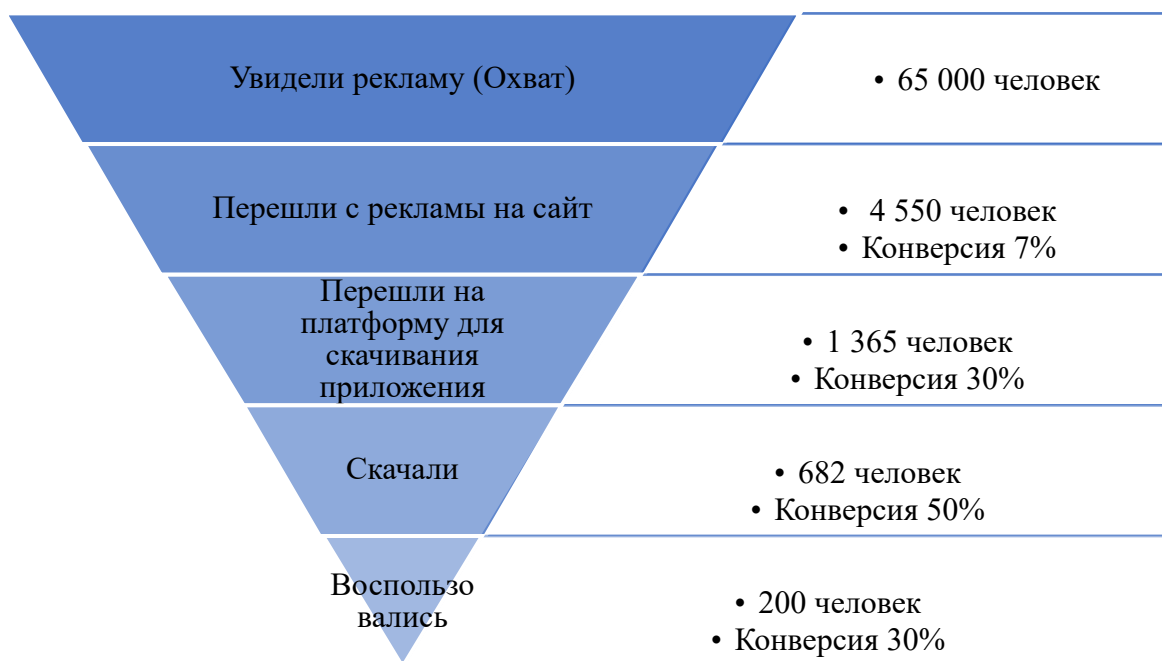 Увидели рекламу (Охват)
• 65 000 человек
Перешли с рекламы на сайт
• 4 550 человек
• Конверсия 7%
Перешли на
платформу для
скачивания
приложения
• 1 365 человек
• Конверсия 30%
Скачали
• 682 человек
• Конверсия 50%
Воспользо
вались
• 200 человек
• Конверсия 30%